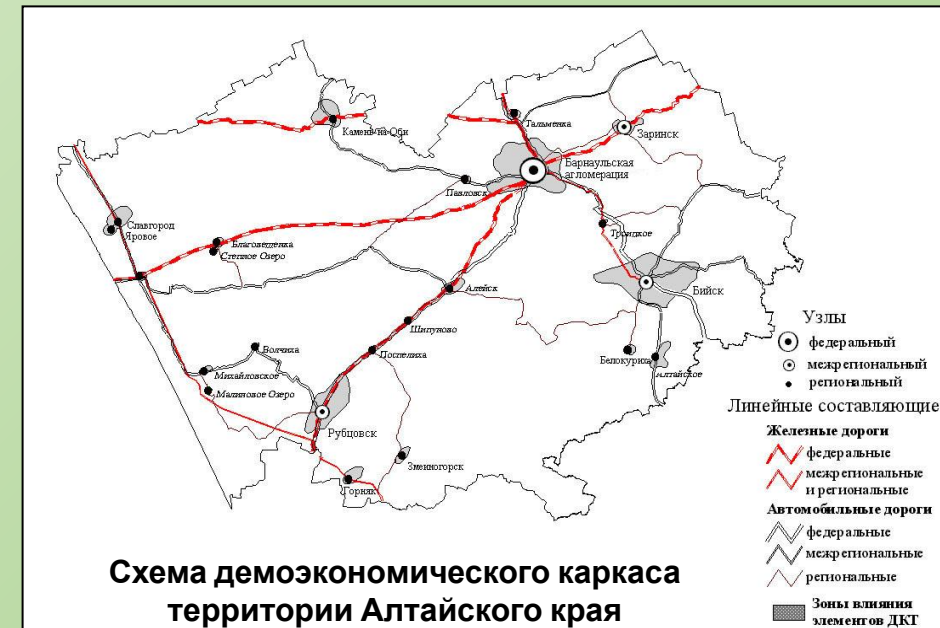 Камень-на-Оби
Тальменка
Заринск
Барнаульская
агломерация
Павловск
Славгород
Яровое
Благовещенка
Степное Озеро
Троицкое
Бийск
Алейск
Шипуново
Белокуриха
Алтайское
Волчиха
Поспелиха
Михайловское
Малиновое Озеро
Рубцовск
Змеиногорск
Горняк
Узлы
федеральный
межрегиональный
региональный
Линейные составляющие
Железные дороги
федеральные
межрегиональные
и региональные
Автомобильные дороги
федеральные
межрегиональные
региональные
Зоны влияния
элементов ДКТ
Схема демоэкономического каркаса
территории Алтайского края